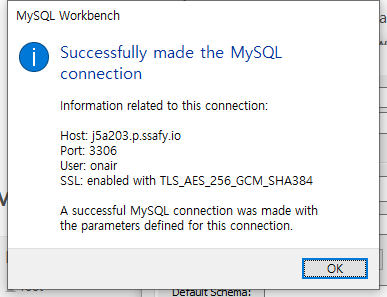 MySQL Workbench
Successfully made the MySQL
connection
Information related to this connection:
Host: j5a203.p.ssafy.io
Port: 3306
User: onair
SSL: enabled with TLS_AES_256_GCM_SHA384
A successful MySQL connection was made with
the parameters defined for this connection.
OK
Default Schema: